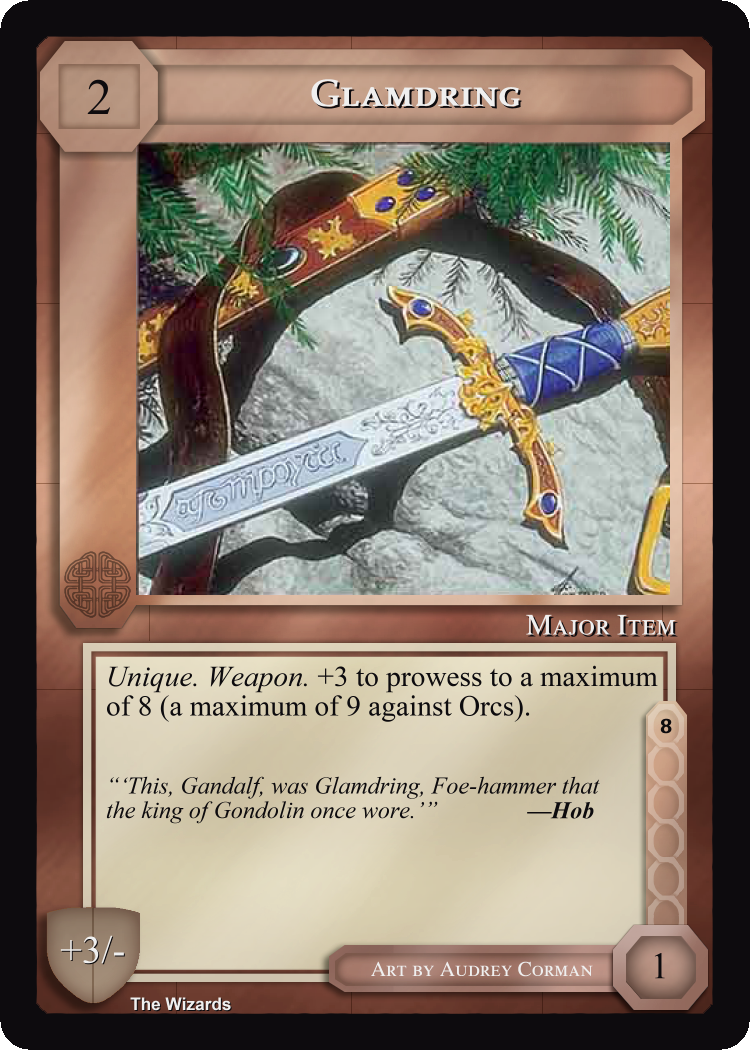 2
GLAMDRING
MAJOR ITEM
Unique. Weapon. +3 to prowess to a maximum
of 8 (a maximum of 9 against Orcs).
8
“‘This, Gandalf, was Glamdring, Foe-hammer that
the king of Gondolin once wore.’” —Hob
+3/-
ART BY AUDREY CORMAN
1
The Wizards